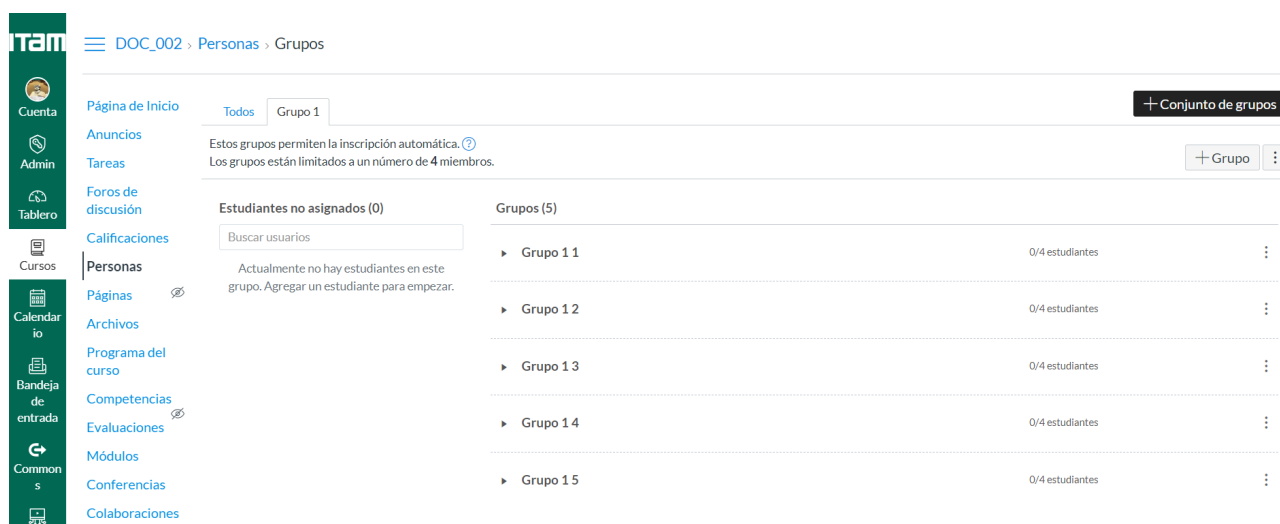 ITAM
DOC_002 › Personas › Grupos
Cuenta
Admin
Tablero
Cursos
Calendar
io
Bandeja
de
entrada
Common
s
Página de Inicio
Anuncios
Tareas
Foros de
discusión
Calificaciones
Personas
Páginas
Archivos
Programa del
curso
Competencias
Evaluaciones
Módulos
Conferencias
Colaboraciones
Todos
Grupo 1
+ Conjunto de grupos
Estos grupos permiten la inscripción automática. ?
Los grupos están limitados a un número de 4 miembros.
+ Grupo
Estudiantes no asignados (0)
Buscar usuarios
Actualmente no hay estudiantes en este
grupo. Agregar un estudiante para empezar.
Grupos (5)
Grupo 1 1 0/4 estudiantes
Grupo 1 2 0/4 estudiantes
Grupo 1 3 0/4 estudiantes
Grupo 1 4 0/4 estudiantes
Grupo 1 5 0/4 estudiantes